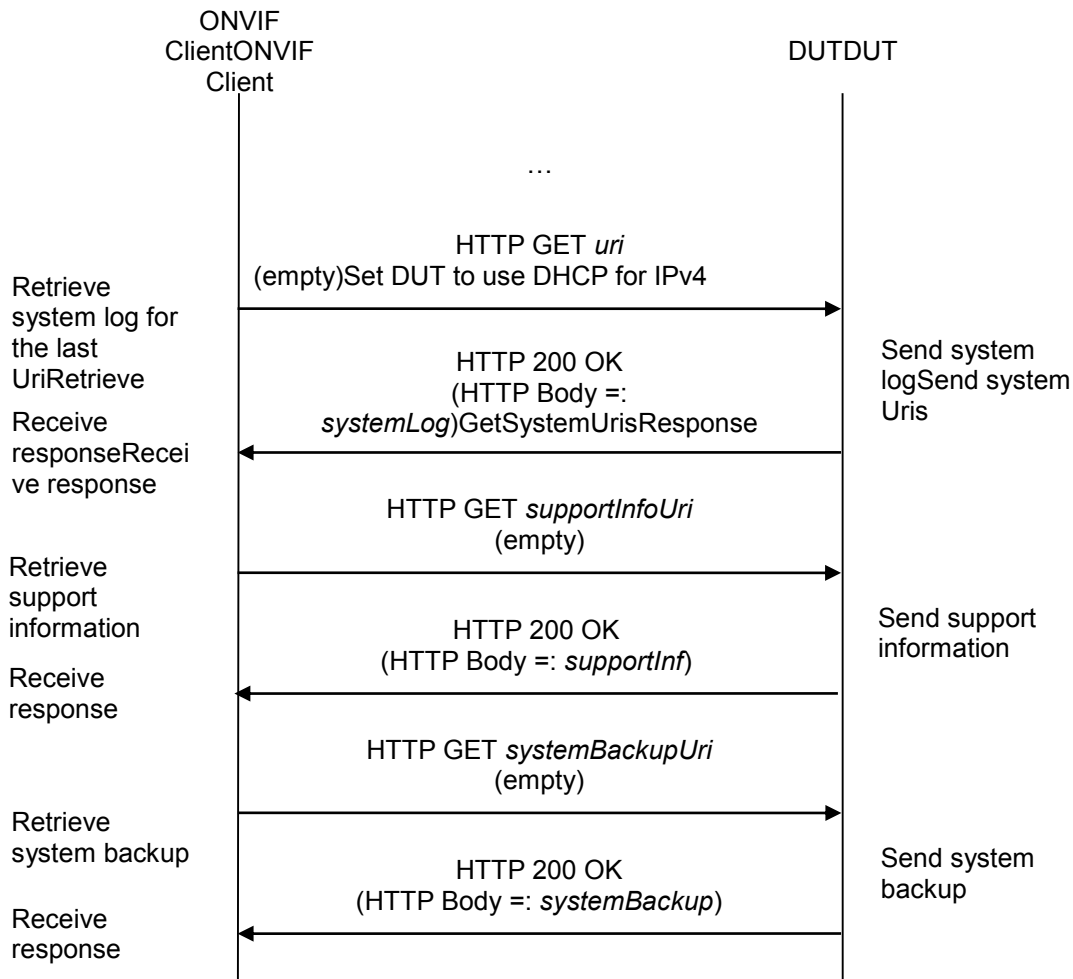 ONVIF
ClientONVIF
Client
DUTDUT
…
HTTP GET uri
(empty)Set DUT to use DHCP for IPv4
Retrieve
system log for
the last
UriRetrieve
HTTP 200 OK
(HTTP Body =:
systemLog)GetSystemUrisResponse
Send system
logSend system
Uris
Receive
responseRecei
ve response
HTTP GET supportInfoUri
(empty)
Retrieve
support
information
HTTP 200 OK
(HTTP Body =: supportInf)
Send support
information
Receive
response
HTTP GET systemBackupUri
(empty)
Retrieve
system backup
HTTP 200 OK
(HTTP Body =: systemBackup)
Send system
backup
Receive
response